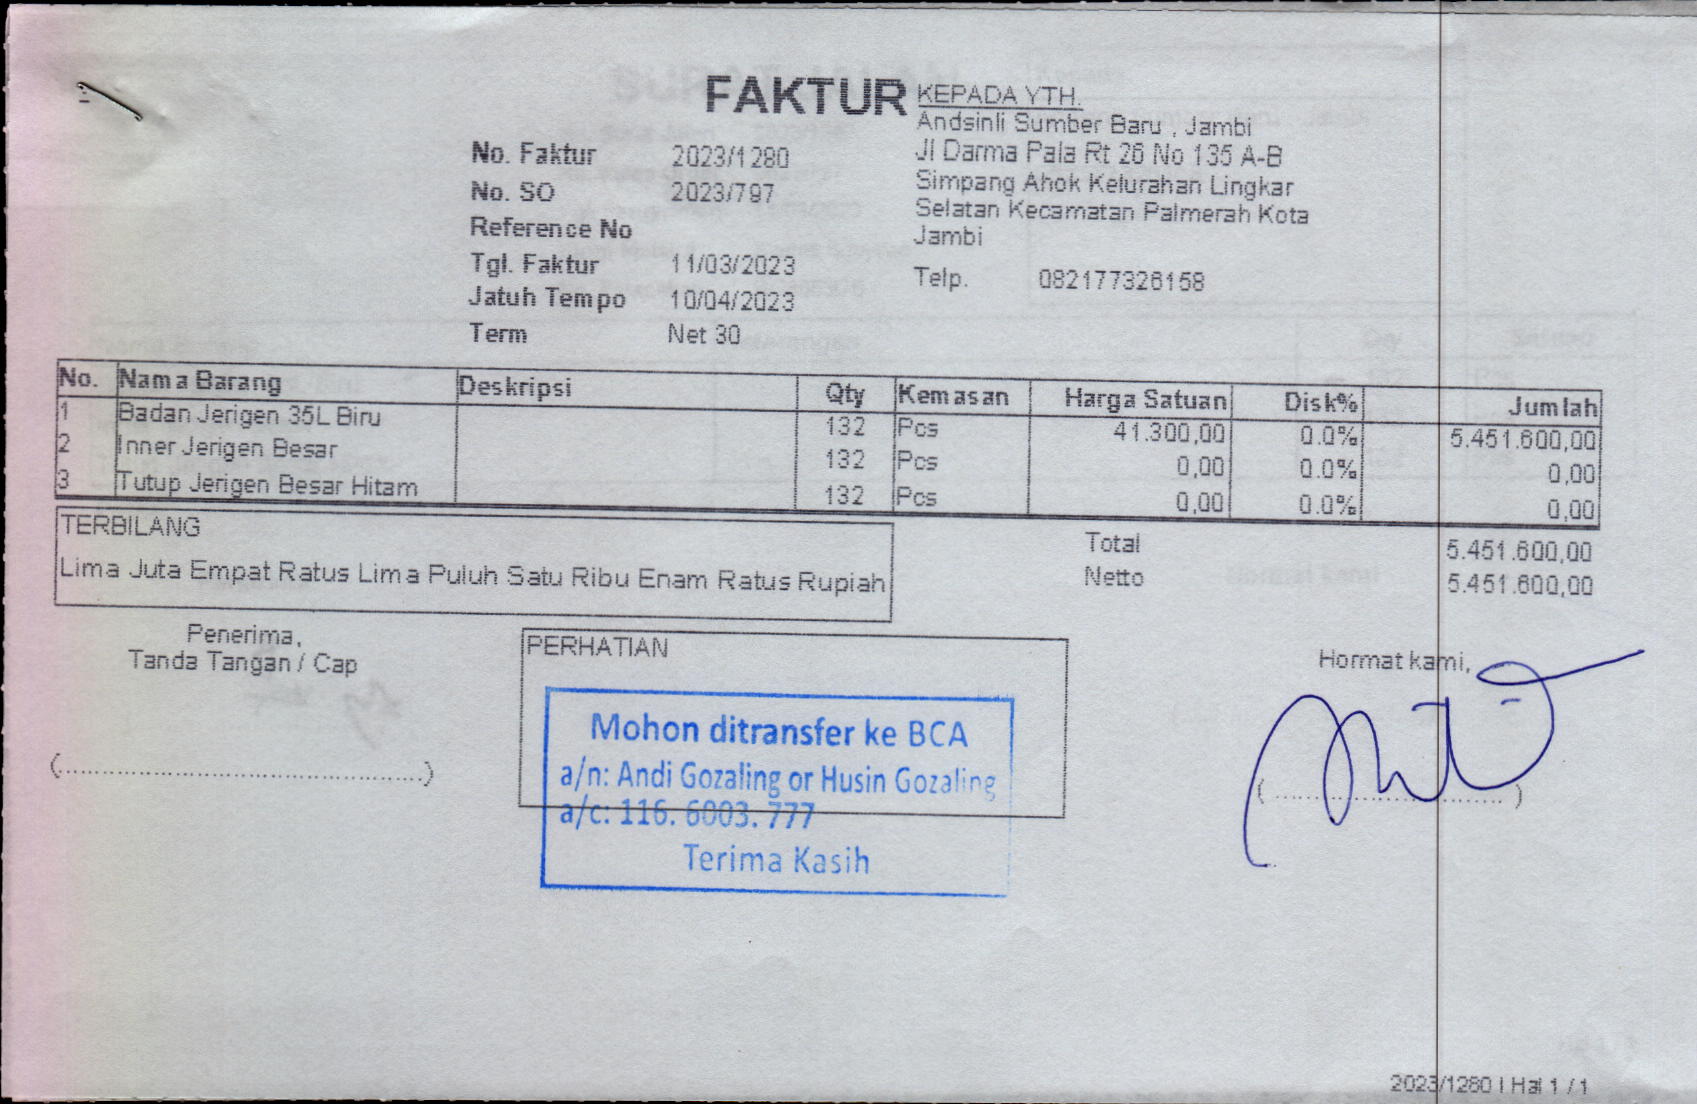 FAKTUR
KEPADA YTH.
Andsinli Sumber Baru , Jambi
Jl Darma Pala Rt 26 No 135 A-B
Simpang Ahok Kelurahan Lingkar
Selatan Kecamatan Palmerah Kota
Jambi
Telp. 082177326158
No. Faktur 2023/1280
No. SO 2023/797
Reference No
Tgl. Faktur 11/03/2023
Jatuh Tempo 10/04/2023
Term Net 30
No. Nama Barang Deskripsi Qty Kemasan Harga Satuan Disk% Jumlah
1 Badan Jerigen 35L Biru 132 Pcs 41.300,00 0.0% 5.451.600,00
2 Inner Jerigen Besar 132 Pcs 0,00 0.0% 0,00
3 Tutup Jerigen Besar Hitam 132 Pcs 0,00 0.0% 0,00
TERBILANG
Lima Juta Empat Ratus Lima Puluh Satu Ribu Enam Ratus Rupiah
Total 5.451.600,00
Netto 5.451.600,00
Penerima,
Tanda Tangan / Cap
(..................................................)
PERHATIAN
Mohon ditransfer ke BCA
a/n: Andi Gozaling or Husin Gozaling
a/c: 116. 6003. 777
Terima Kasih
Hormat kami,
(................................)
2023/1280 | Hal 1 / 1